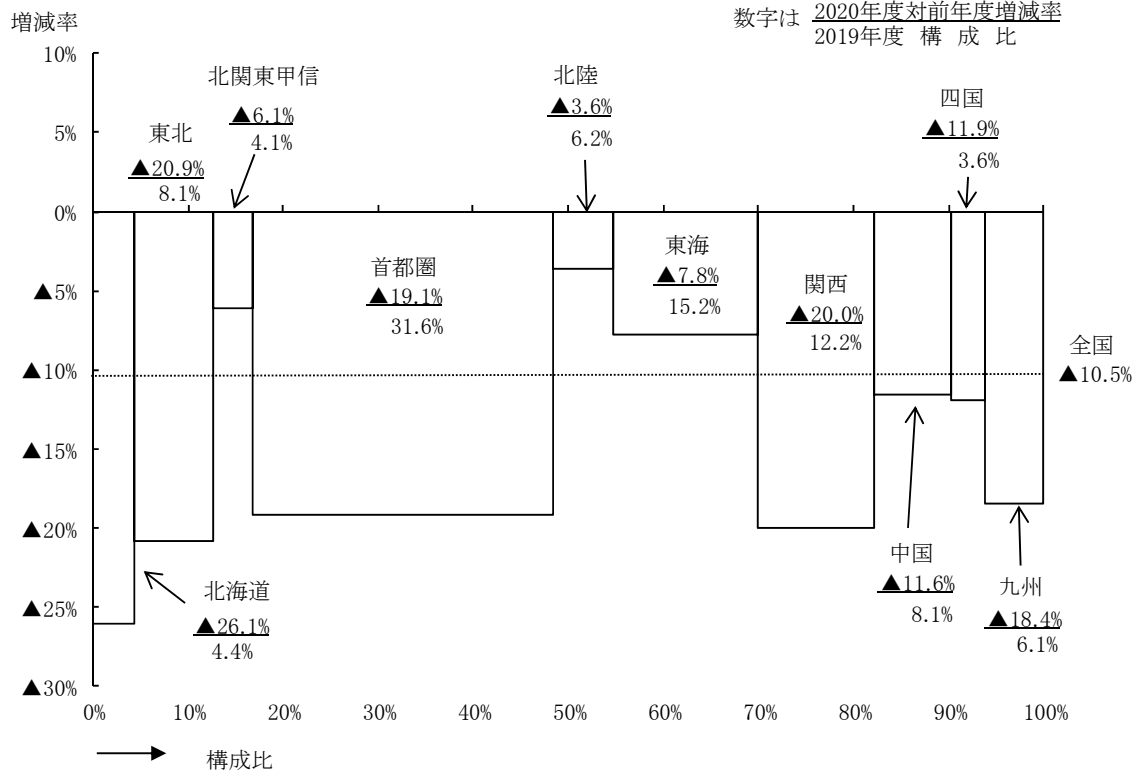 増減率
数字は 2020年度対前年度増減率
2019年度 構 成 比
10%
5%
0%
▲5%
▲10%
▲15%
▲20%
▲25%
▲30%
北海道
▲26.1%
4.4%
東北
▲20.9%
8.1%
北関東甲信
▲6.1%
4.1%
首都圏
▲19.1%
31.6%
北陸
▲3.6%
6.2%
東海
▲7.8%
15.2%
関西
▲20.0%
12.2%
中国
▲11.6%
8.1%
四国
▲11.9%
3.6%
九州
▲18.4%
6.1%
全国
▲10.5%
0% 10% 20% 30% 40% 50% 60% 70% 80% 90% 100%
構成比